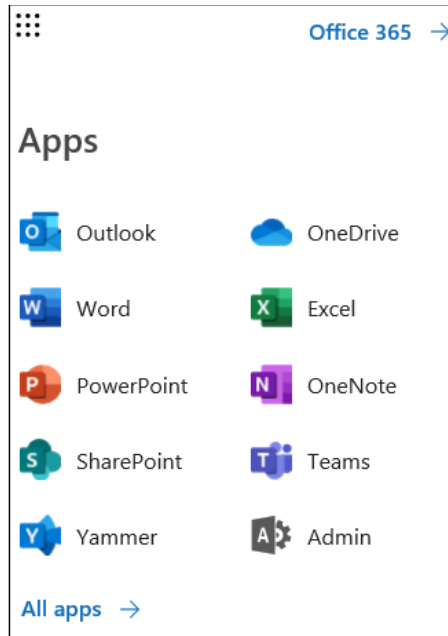 Office 365
Apps
Outlook
OneDrive
Word
Excel
PowerPoint
OneNote
SharePoint
Teams
Yammer
Admin
All apps